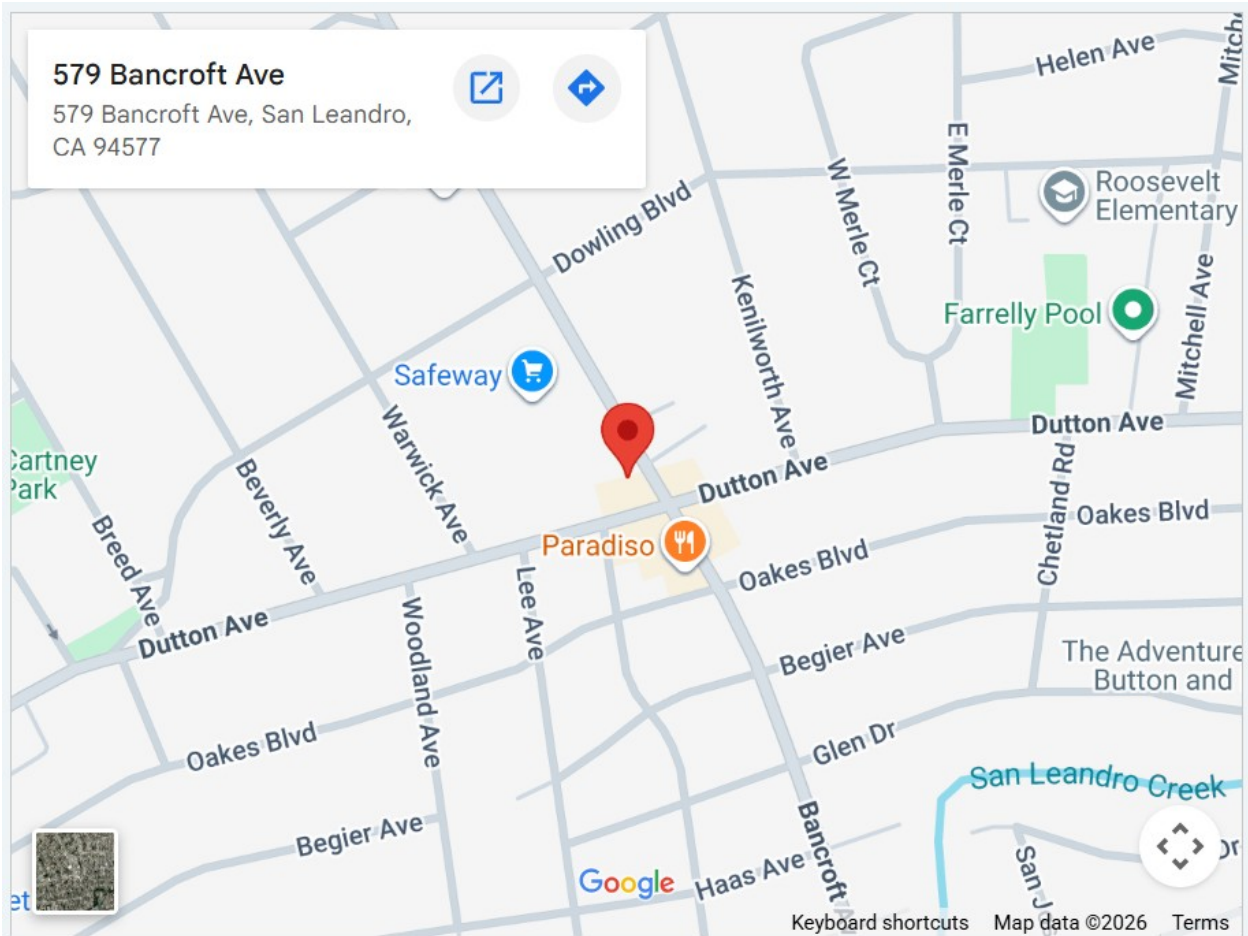 579 Bancroft Ave
579 Bancroft Ave, San Leandro,
CA 94577
Helen Ave
E Merle Ct
W Merle Ct
Roosevelt
Elementary
Dowling Blvd
Kenilworth Ave
Farrelly Pool
Mitchell Ave
Safeway
Dutton Ave
Warwick Ave
Cartney
Park
Beverly Ave
Dutton Ave
Chetland Rd
Oakes Blvd
Breed Ave
Paradiso
Oakes Blvd
Lee Ave
Dutton Ave
Woodland Ave
Begier Ave
The Adventure
Button and
Oakes Blvd
Glen Dr
San Leandro Creek
Begier Ave
Bancroft
Haas Ave
Google
San
Dr
Keyboard shortcuts
Map data ©2026
Terms